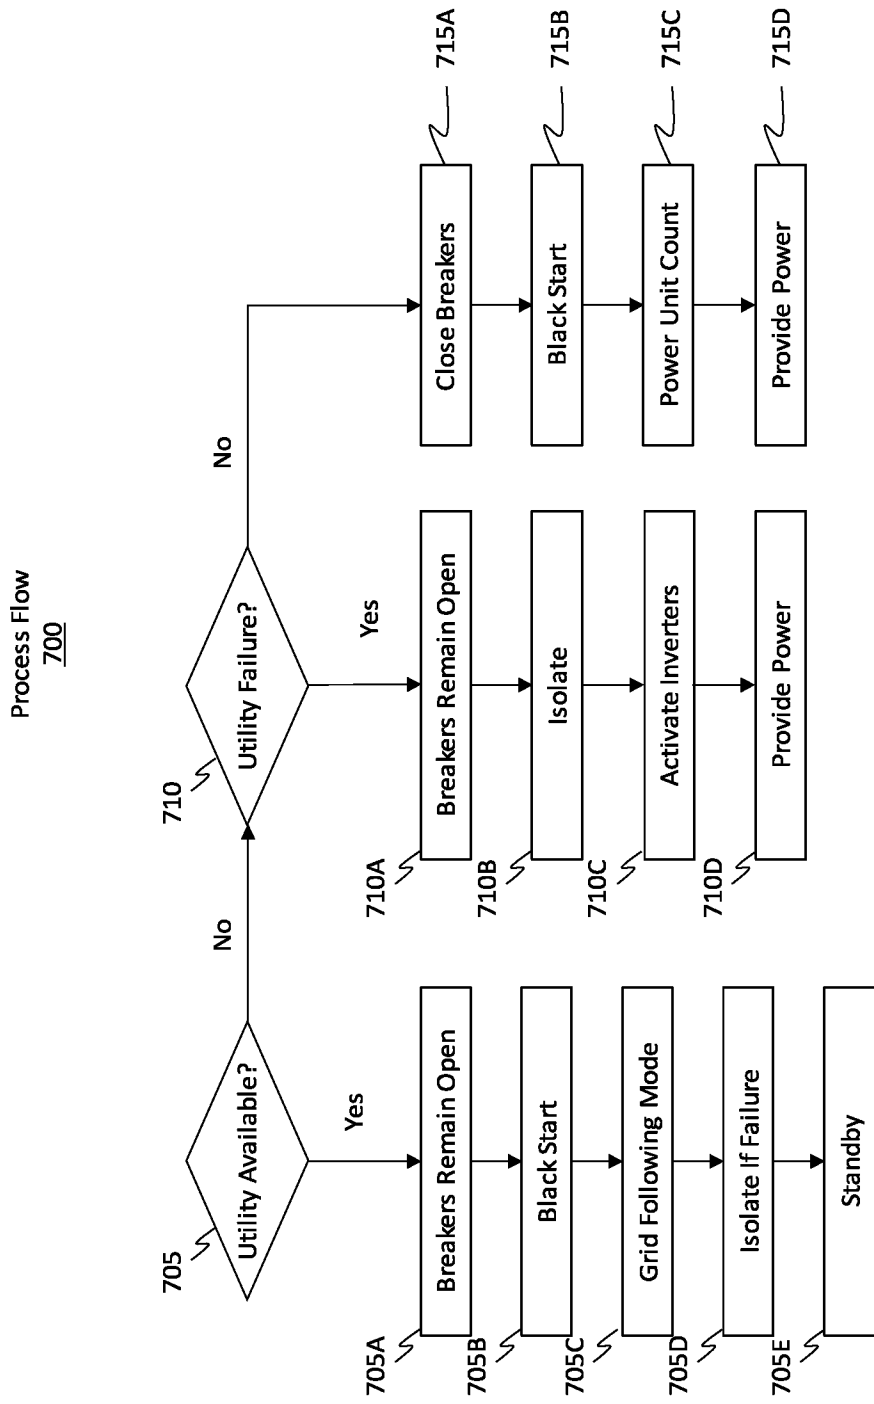 Process Flow
700
705
Utility Available?
No
710
Utility Failure?
No
Yes
Yes
705A
Breakers Remain Open
705B
Black Start
705C
Grid Following Mode
705D
Isolate If Failure
705E
Standby
710A
Breakers Remain Open
710B
Isolate
710C
Activate Inverters
710D
Provide Power
Close Breakers
715A
Black Start
715B
Power Unit Count
715C
Provide Power
715D